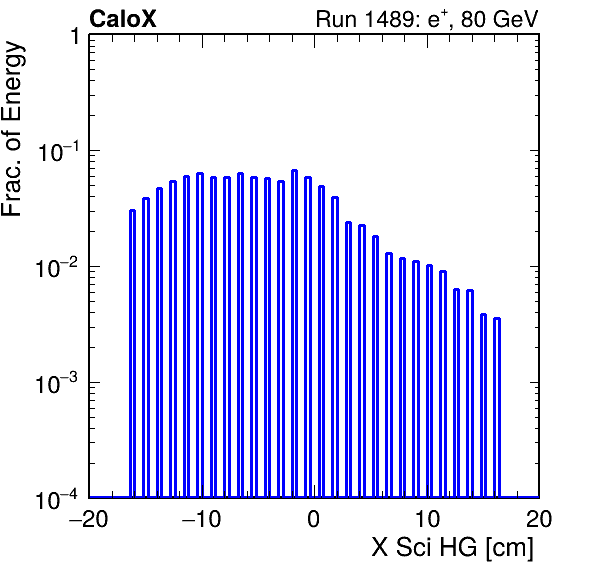 CaloX Run 1489: e⁺, 80 GeV
Frac. of Energy
1
10⁻¹
10⁻²
10⁻³
10⁻⁴
−20 −10 0 10 20
X Sci HG [cm]